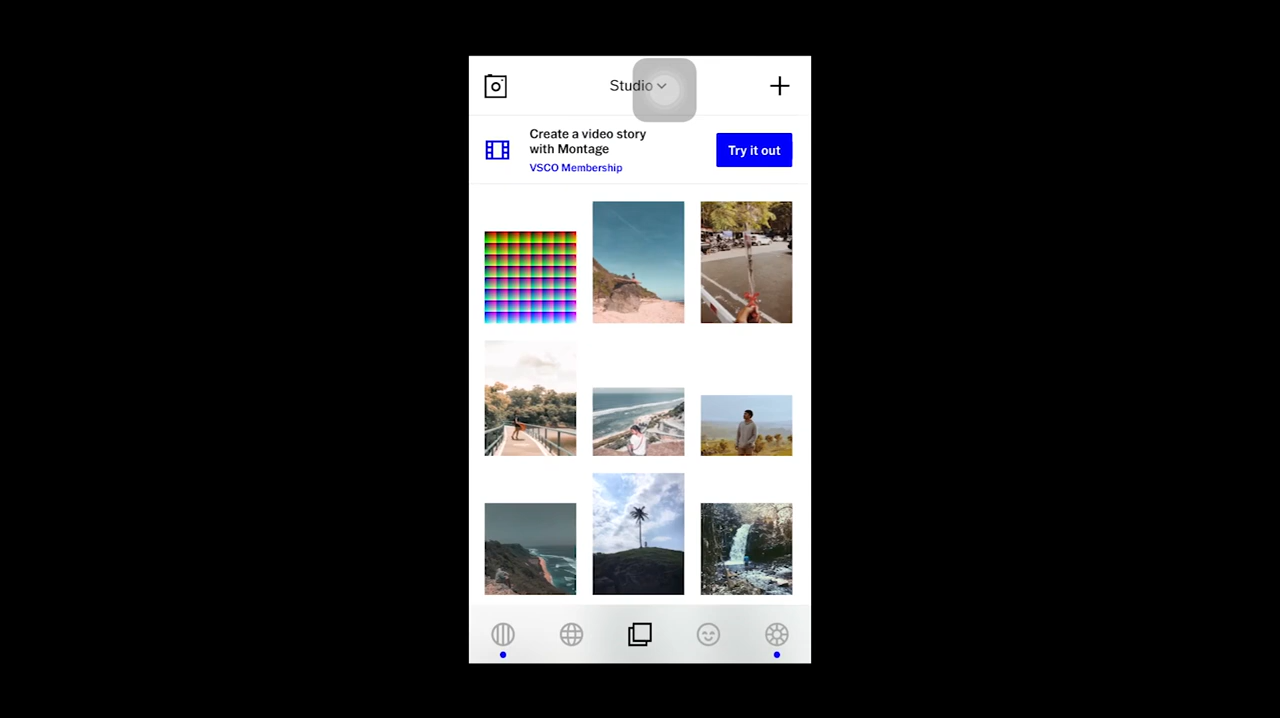 Studio
Create a video story
with Montage
VSCO Membership
Try it out